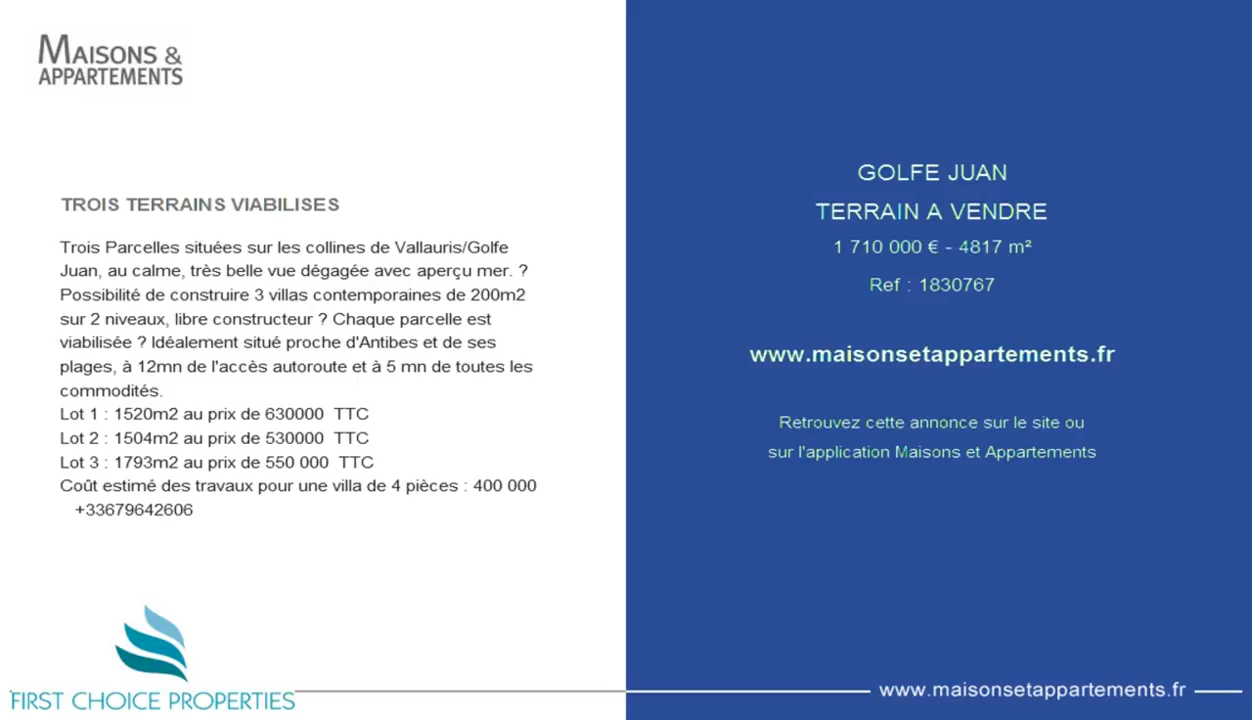 MAISONS &
APPARTEMENTS
TROIS TERRAINS VIABILISES
Trois Parcelles situées sur les collines de Vallauris/Golfe
Juan, au calme, très belle vue dégagée avec aperçu mer. ?
Possibilité de construire 3 villas contemporaines de 200m2
sur 2 niveaux, libre constructeur ? Chaque parcelle est
viabilisée ? Idéalement situé proche d'Antibes et de ses
plages, à 12mn de l'accès autoroute et à 5 mn de toutes les
commodités.
Lot 1 : 1520m2 au prix de 630000  TTC
Lot 2 : 1504m2 au prix de 530000  TTC
Lot 3 : 1793m2 au prix de 550 000  TTC
Coût estimé des travaux pour une villa de 4 pièces : 400 000
+33679642606
FIRST CHOICE PROPERTIES
GOLFE JUAN
TERRAIN A VENDRE
1 710 000 € - 4817 m²
Ref : 1830767
www.maisonsetappartements.fr
Retrouvez cette annonce sur le site ou
sur l'application Maisons et Appartements
www.maisonsetappartements.fr